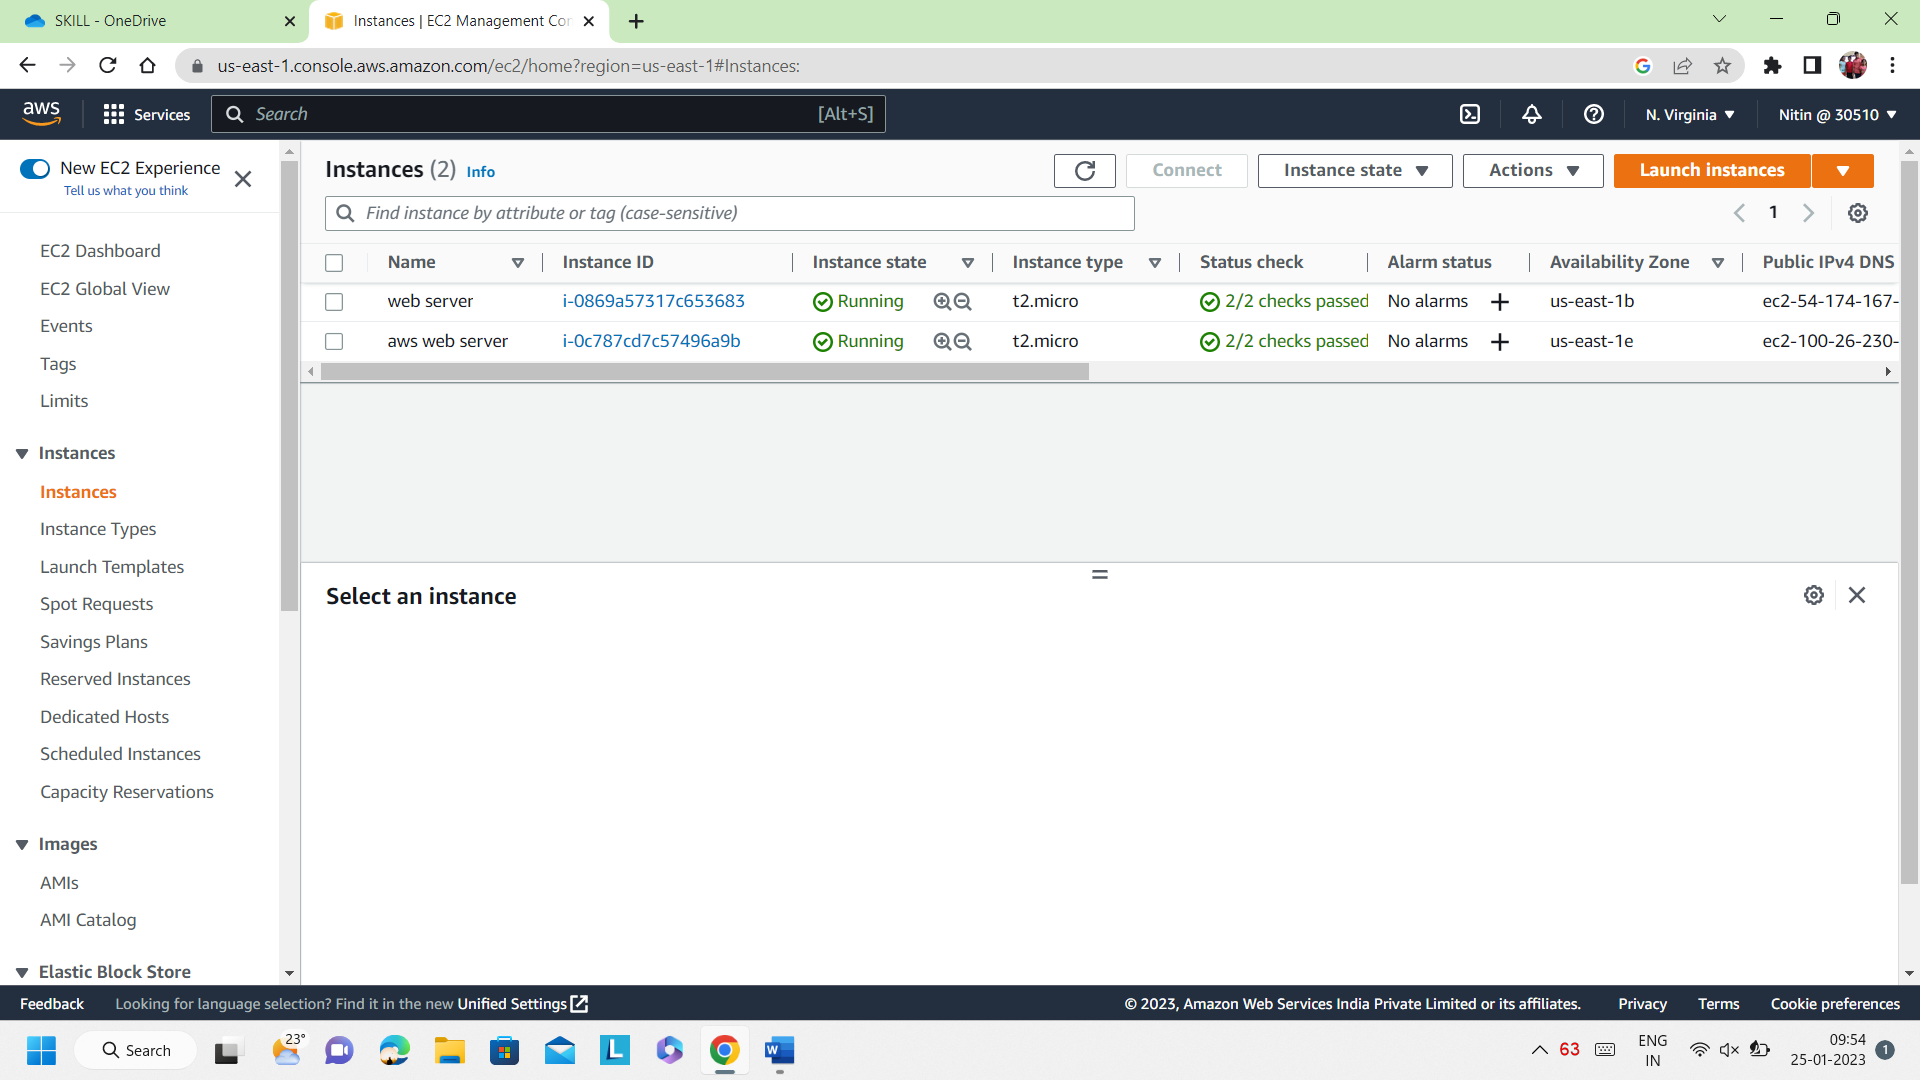 SKILL - OneDrive
Instances | EC2 Management Con
us-east-1.console.aws.amazon.com/ec2/home?region=us-east-1#Instances:
aws
Services
Search
[Alt+S]
N. Virginia
Nitin @ 30510
New EC2 Experience
Tell us what you think
EC2 Dashboard
EC2 Global View
Events
Tags
Limits
Instances
Instances
Instance Types
Launch Templates
Spot Requests
Savings Plans
Reserved Instances
Dedicated Hosts
Scheduled Instances
Capacity Reservations
Images
AMIs
AMI Catalog
Elastic Block Store
Instances (2) Info
Connect
Instance state
Actions
Launch instances
Find instance by attribute or tag (case-sensitive)
1
Name Instance ID Instance state Instance type Status check Alarm status Availability Zone Public IPv4 DNS
web server i-0869a57317c653683 Running t2.micro 2/2 checks passed No alarms + us-east-1b ec2-54-174-167-
aws web server i-0c787cd7c57496a9b Running t2.micro 2/2 checks passed No alarms + us-east-1e ec2-100-26-230-
Select an instance
Feedback Looking for language selection? Find it in the new Unified Settings
© 2023, Amazon Web Services India Private Limited or its affiliates. Privacy Terms Cookie preferences
Search
23°
L
W
63
ENG
IN
09:54
25-01-2023
1